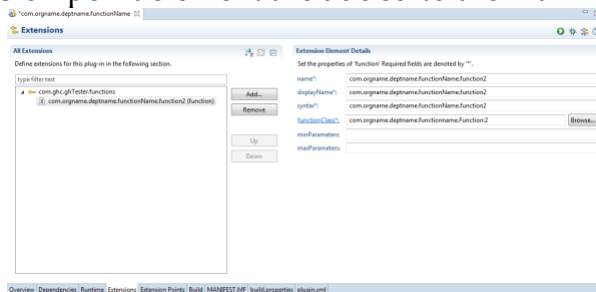 *com.orgname.deptname.functionName
Extensions
All Extensions
Define extensions for this plug-in in the following section.
type filter text
com.ghc.ghTester.functions
com.orgname.deptname.functionName.function2 (function)
Add...
Remove
Up
Down
Extension Element Details
Set the properties of 'function' Required fields are denoted by '*'.
name*: com.orgname.deptname.functionName.function2
displayName*: com.orgname.deptname.functionName.function2
syntax*: com.orgname.deptname.functionName.function2
functionClass*: com.orgname.deptname.functionname.Function2 Browse...
minParameters:
maxParameters:
Overview Dependencies Runtime Extensions Extension Points Build MANIFEST.MF build.properties plugin.xml